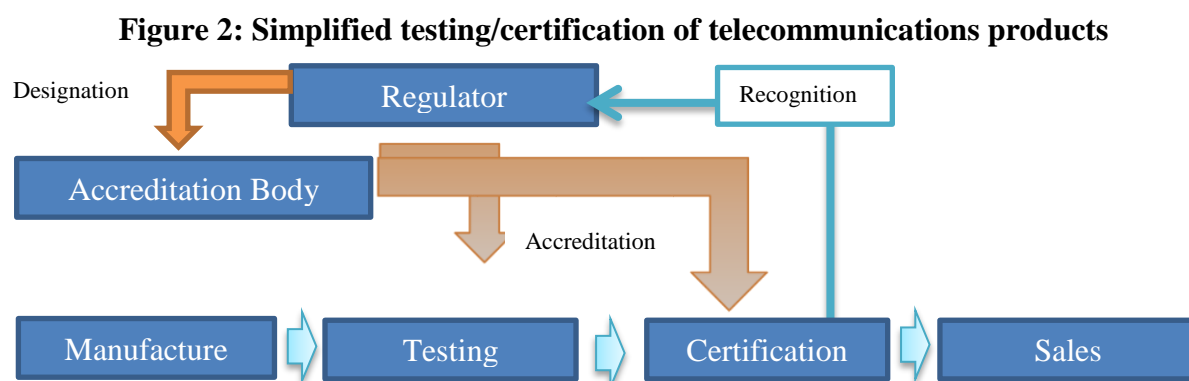 Figure 2: Simplified testing/certification of telecommunications products
Designation
Regulator
Recognition
Accreditation Body
Accreditation
Manufacture
Testing
Certification
Sales